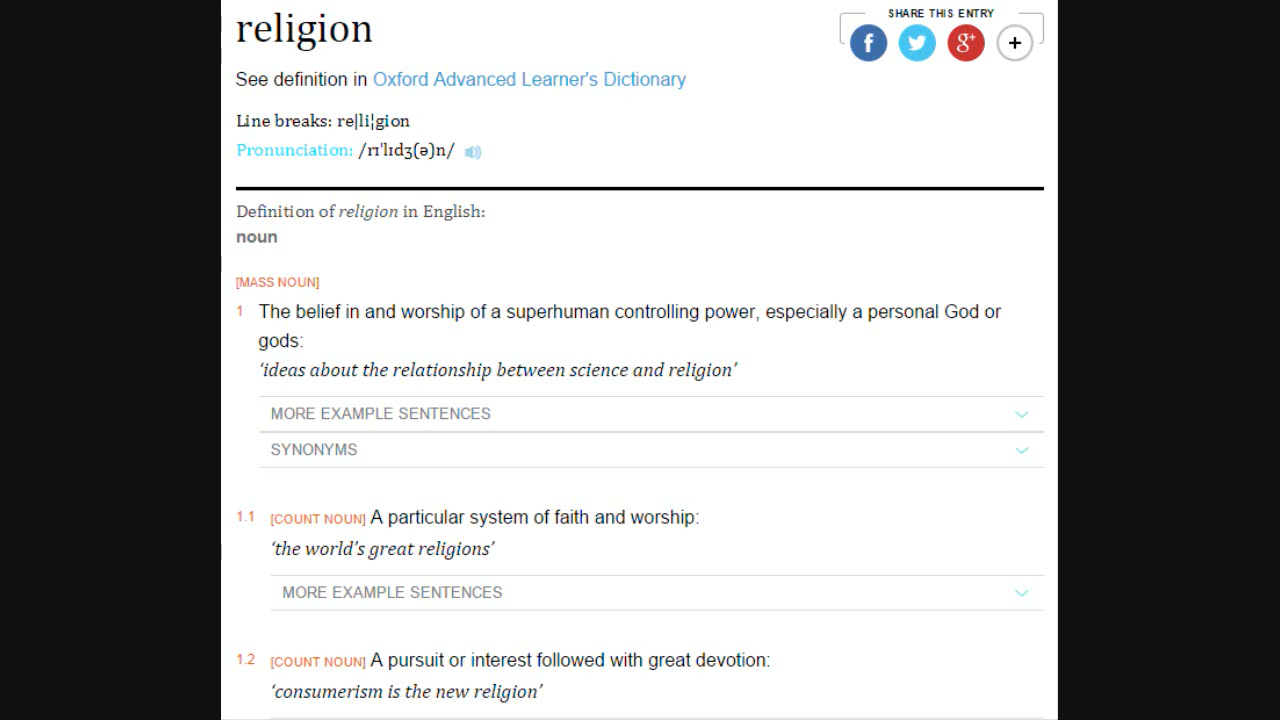 religion
SHARE THIS ENTRY
f
g+
+
See definition in Oxford Advanced Learner's Dictionary
Line breaks: re|li¦gion
Pronunciation: /rɪˈlɪdʒ(ə)n/
Definition of religion in English:
noun
[MASS NOUN]
1 The belief in and worship of a superhuman controlling power, especially a personal God or
gods:
‘ideas about the relationship between science and religion’
MORE EXAMPLE SENTENCES
SYNONYMS
1.1 [COUNT NOUN] A particular system of faith and worship:
‘the world's great religions’
MORE EXAMPLE SENTENCES
1.2 [COUNT NOUN] A pursuit or interest followed with great devotion:
‘consumerism is the new religion’